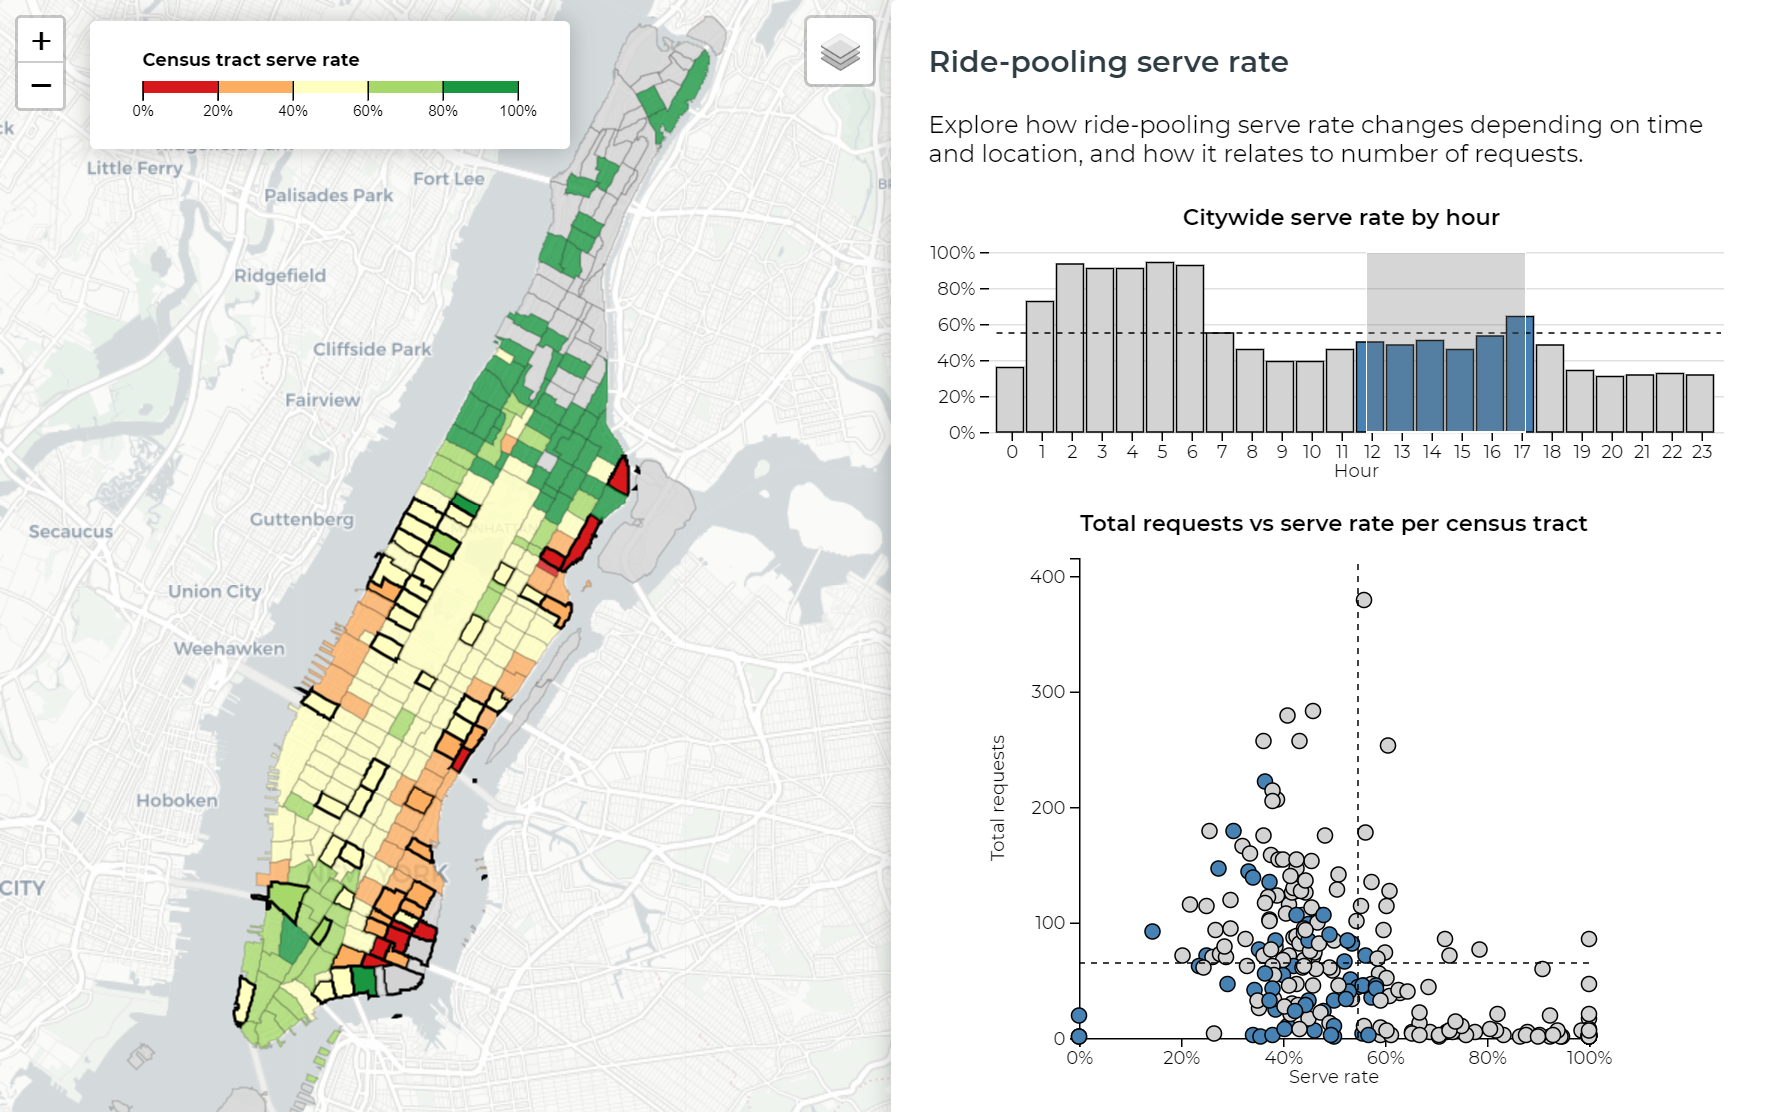 +
−
Census tract serve rate
0% 20% 40% 60% 80% 100%
Little Ferry
Fort Lee
Palisades Park
Ridgefield
Cliffside Park
Fairview
Secaucus
Guttenberg
Union City
Weehawken
Hoboken
CITY
Ride-pooling serve rate
Explore how ride-pooling serve rate changes depending on time
and location, and how it relates to number of requests.
Citywide serve rate by hour
100%
80%
60%
40%
20%
0%
0 1 2 3 4 5 6 7 8 9 10 11 12 13 14 15 16 17 18 19 20 21 22 23
Hour
Total requests vs serve rate per census tract
400
300
200
100
0
Total requests
0% 20% 40% 60% 80% 100%
Serve rate